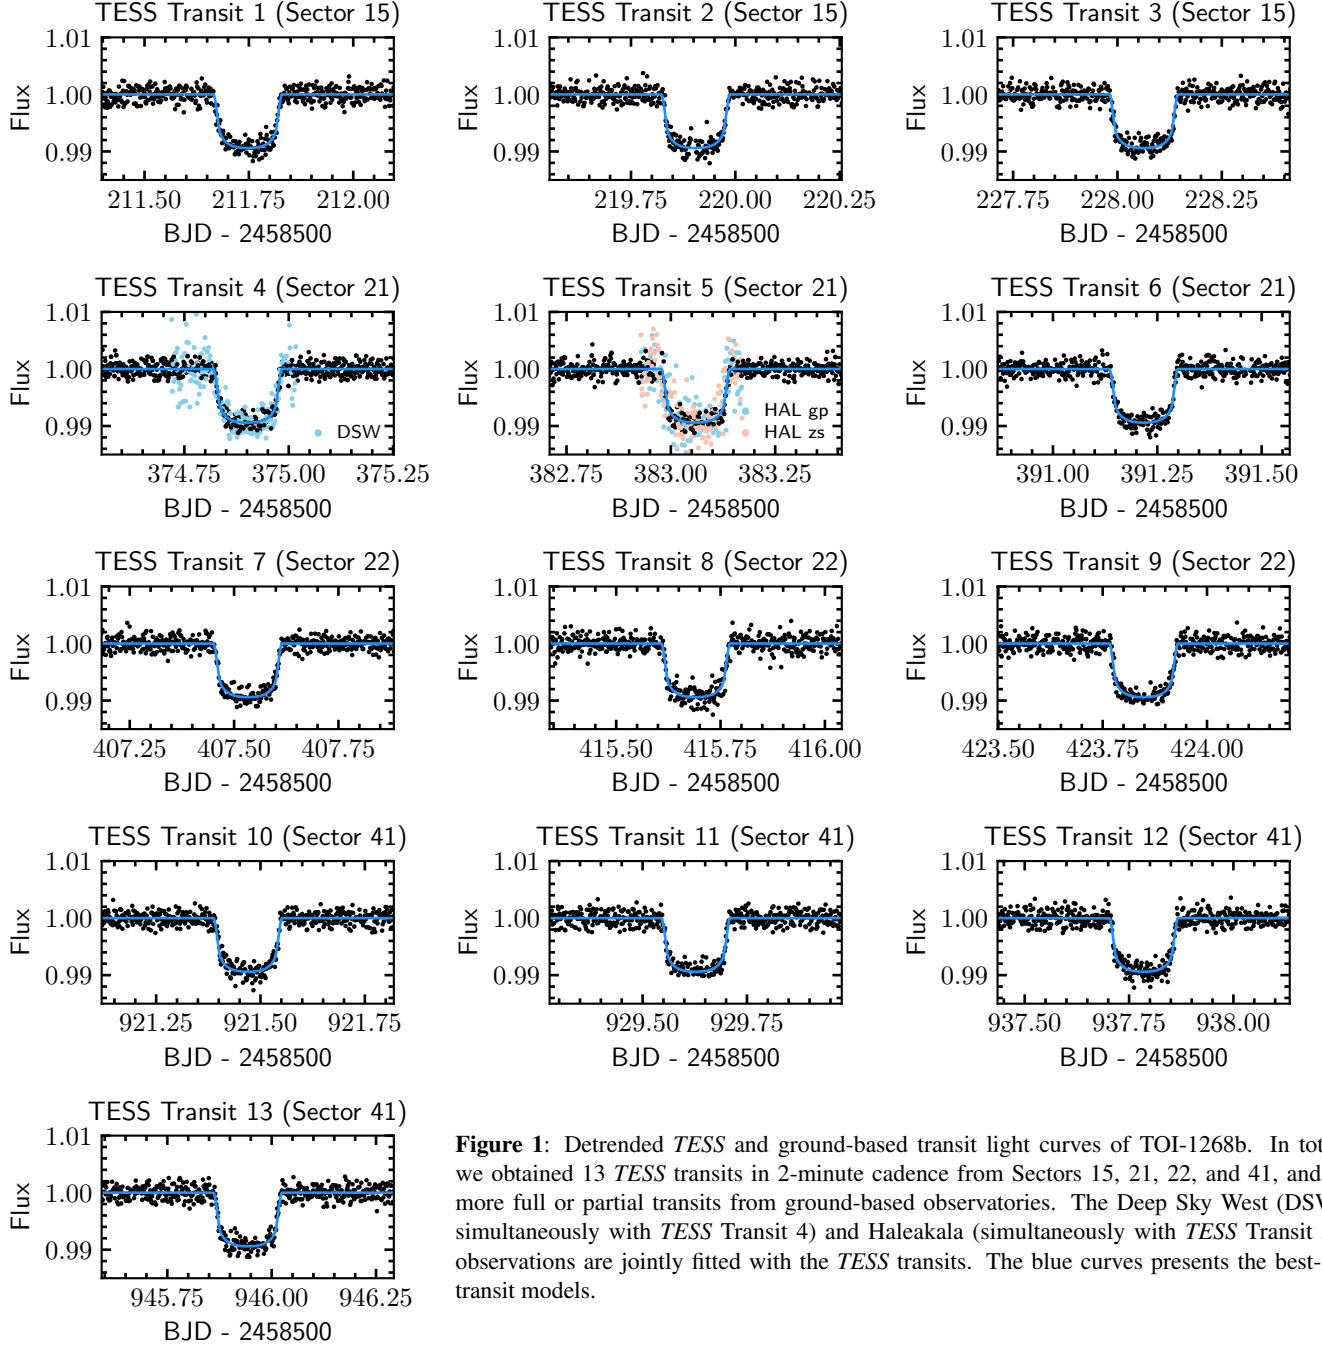 TESS Transit 1 (Sector 15)
1.01
1.00
0.99
Flux
211.50 211.75 212.00
BJD - 2458500
TESS Transit 2 (Sector 15)
1.01
1.00
0.99
Flux
219.75 220.00 220.25
BJD - 2458500
TESS Transit 3 (Sector 15)
1.01
1.00
0.99
Flux
227.75 228.00 228.25
BJD - 2458500
TESS Transit 4 (Sector 21)
1.01
1.00
0.99
Flux
DSW
374.75 375.00 375.25
BJD - 2458500
TESS Transit 5 (Sector 21)
1.01
1.00
0.99
Flux
HAL gp
HAL zs
382.75 383.00 383.25
BJD - 2458500
TESS Transit 6 (Sector 21)
1.01
1.00
0.99
Flux
391.00 391.25 391.50
BJD - 2458500
TESS Transit 7 (Sector 22)
1.01
1.00
0.99
Flux
407.25 407.50 407.75
BJD - 2458500
TESS Transit 8 (Sector 22)
1.01
1.00
0.99
Flux
415.50 415.75 416.00
BJD - 2458500
TESS Transit 9 (Sector 22)
1.01
1.00
0.99
Flux
423.50 423.75 424.00
BJD - 2458500
TESS Transit 10 (Sector 41)
1.01
1.00
0.99
Flux
921.25 921.50 921.75
BJD - 2458500
TESS Transit 11 (Sector 41)
1.01
1.00
0.99
Flux
929.50 929.75
BJD - 2458500
TESS Transit 12 (Sector 41)
1.01
1.00
0.99
Flux
937.50 937.75 938.00
BJD - 2458500
TESS Transit 13 (Sector 41)
1.01
1.00
0.99
Flux
945.75 946.00 946.25
BJD - 2458500
Figure 1: Detrended TESS and ground-based transit light curves of TOI-1268b. In tot
we obtained 13 TESS transits in 2-minute cadence from Sectors 15, 21, 22, and 41, and
more full or partial transits from ground-based observatories. The Deep Sky West (DSW
simultaneously with TESS Transit 4) and Haleakala (simultaneously with TESS Transit
observations are jointly fitted with the TESS transits. The blue curves presents the best-
transit models.